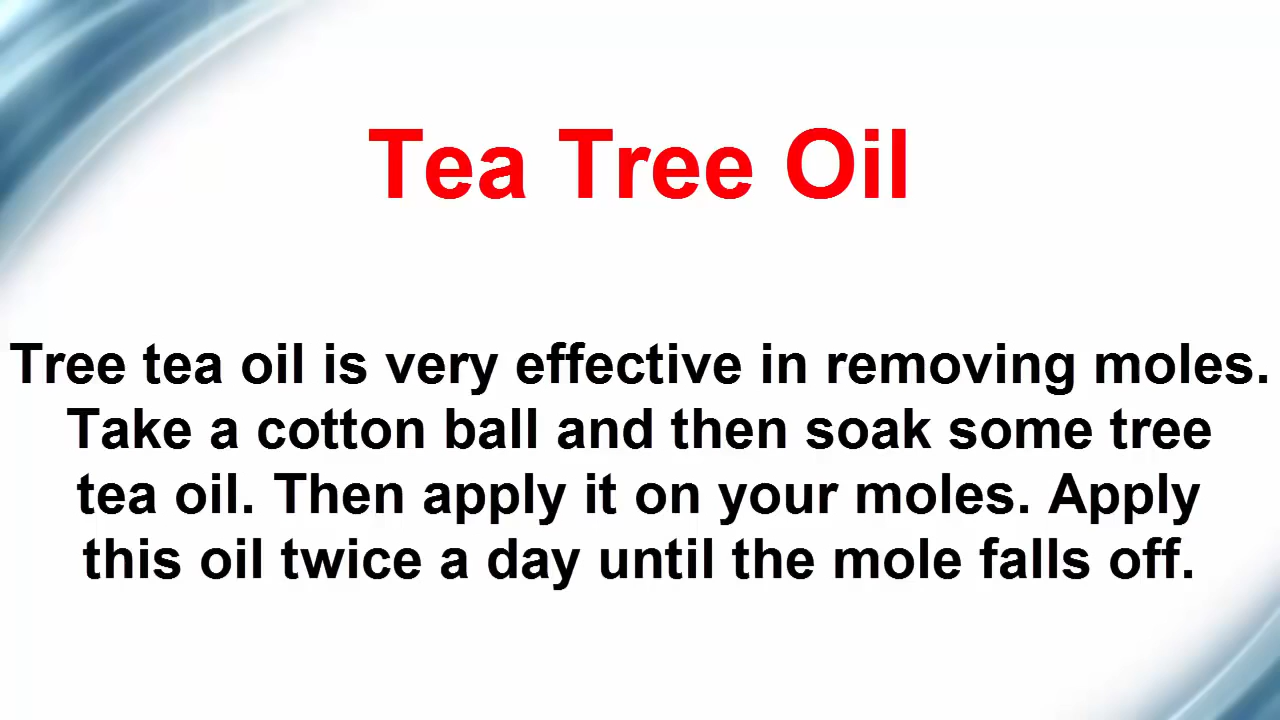 Tea Tree Oil
Tree tea oil is very effective in removing moles.
Take a cotton ball and then soak some tree
tea oil. Then apply it on your moles. Apply
this oil twice a day until the mole falls off.